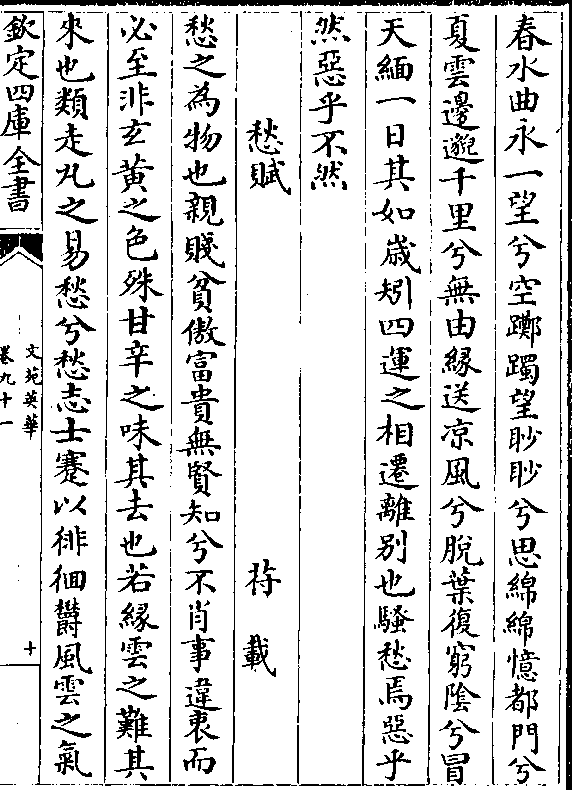 春水曲永一望兮空躑躅望眇眇兮思綿綿憶都門兮
夏雲邊邈千里兮無由緣送凉風兮脫葉復窮陰兮冒
天緬一日其如歳矧四運之相遷離别也騷愁焉惡乎
然惡乎不然
愁賦 符載
愁之為物也親賤貧傲富貴無賢知兮不肖事違衷而
必至非玄黃之色殊甘辛之味其去也若緣雲之難其
來也類走丸之易愁兮愁志士蹇以徘徊鬱風雲之氣
欽定四庫全書
文苑英華
卷九十一
十